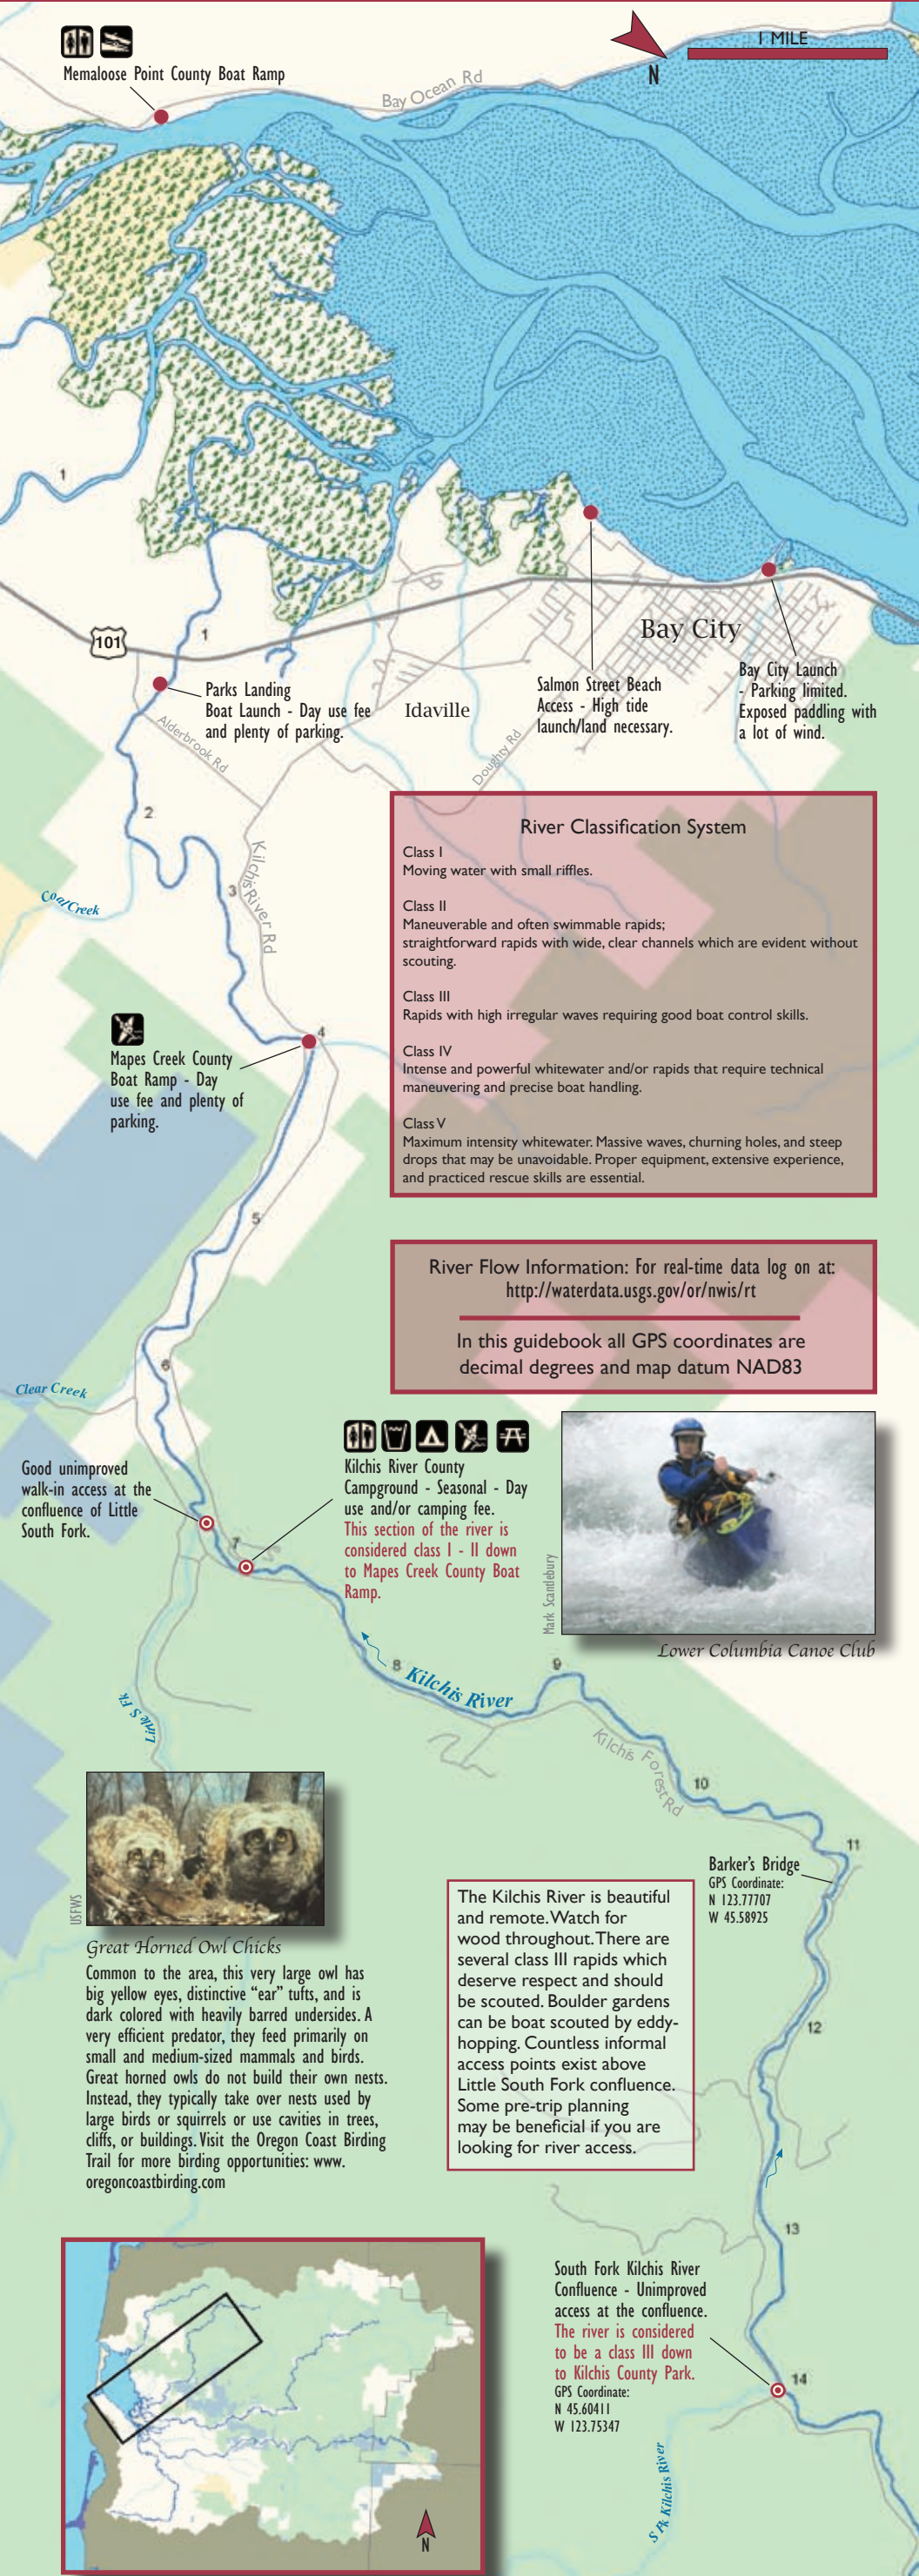 1 MILE
N
Memaloose Point County Boat Ramp
Bay Ocean Rd
1
101
1
Bay City
Parks Landing
Boat Launch - Day use fee
and plenty of parking.
Idaville
Salmon Street Beach
Access - High tide
launch/land necessary.
Bay City Launch
- Parking limited.
Exposed paddling with
a lot of wind.
Alderbrook Rd
Doughty Rd
2
3
Kilchis River Rd
Coal Creek
River Classification System
Class I
Moving water with small riffles.
Class II
Maneuverable and often swimmable rapids;
straightforward rapids with wide, clear channels which are evident without
scouting.
Class III
Rapids with high irregular waves requiring good boat control skills.
Class IV
Intense and powerful whitewater and/or rapids that require technical
maneuvering and precise boat handling.
Class V
Maximum intensity whitewater. Massive waves, churning holes, and steep
drops that may be unavoidable. Proper equipment, extensive experience,
and practiced rescue skills are essential.
4
Mapes Creek County
Boat Ramp - Day
use fee and plenty of
parking.
5
River Flow Information: For real-time data log on at:
http://waterdata.usgs.gov/or/nwis/rt
In this guidebook all GPS coordinates are
decimal degrees and map datum NAD83
6
Clear Creek
Good unimproved
walk-in access at the
confluence of Little
South Fork.
7
Kilchis River County
Campground - Seasonal - Day
use and/or camping fee.
This section of the river is
considered class I - II down
to Mapes Creek County Boat
Ramp.
Mark Scantlebury
Lower Columbia Canoe Club
8
Kilchis River
9
Little S Fk
Kilchis Forest Rd
10
11
Barker's Bridge
GPS Coordinate:
N 123.77707
W 45.58925
USFWS
Great Horned Owl Chicks
Common to the area, this very large owl has
big yellow eyes, distinctive “ear” tufts, and is
dark colored with heavily barred undersides. A
very efficient predator, they feed primarily on
small and medium-sized mammals and birds.
Great horned owls do not build their own nests.
Instead, they typically take over nests used by
large birds or squirrels or use cavities in trees,
cliffs, or buildings. Visit the Oregon Coast Birding
Trail for more birding opportunities: www.
oregoncoastbirding.com
The Kilchis River is beautiful
and remote. Watch for
wood throughout. There are
several class III rapids which
deserve respect and should
be scouted. Boulder gardens
can be boat scouted by eddy-
hopping. Countless informal
access points exist above
Little South Fork confluence.
Some pre-trip planning
may be beneficial if you are
looking for river access.
12
13
South Fork Kilchis River
Confluence - Unimproved
access at the confluence.
The river is considered
to be a class III down
to Kilchis County Park.
GPS Coordinate:
N 45.60411
W 123.75347
14
S Fk Kilchis River
N